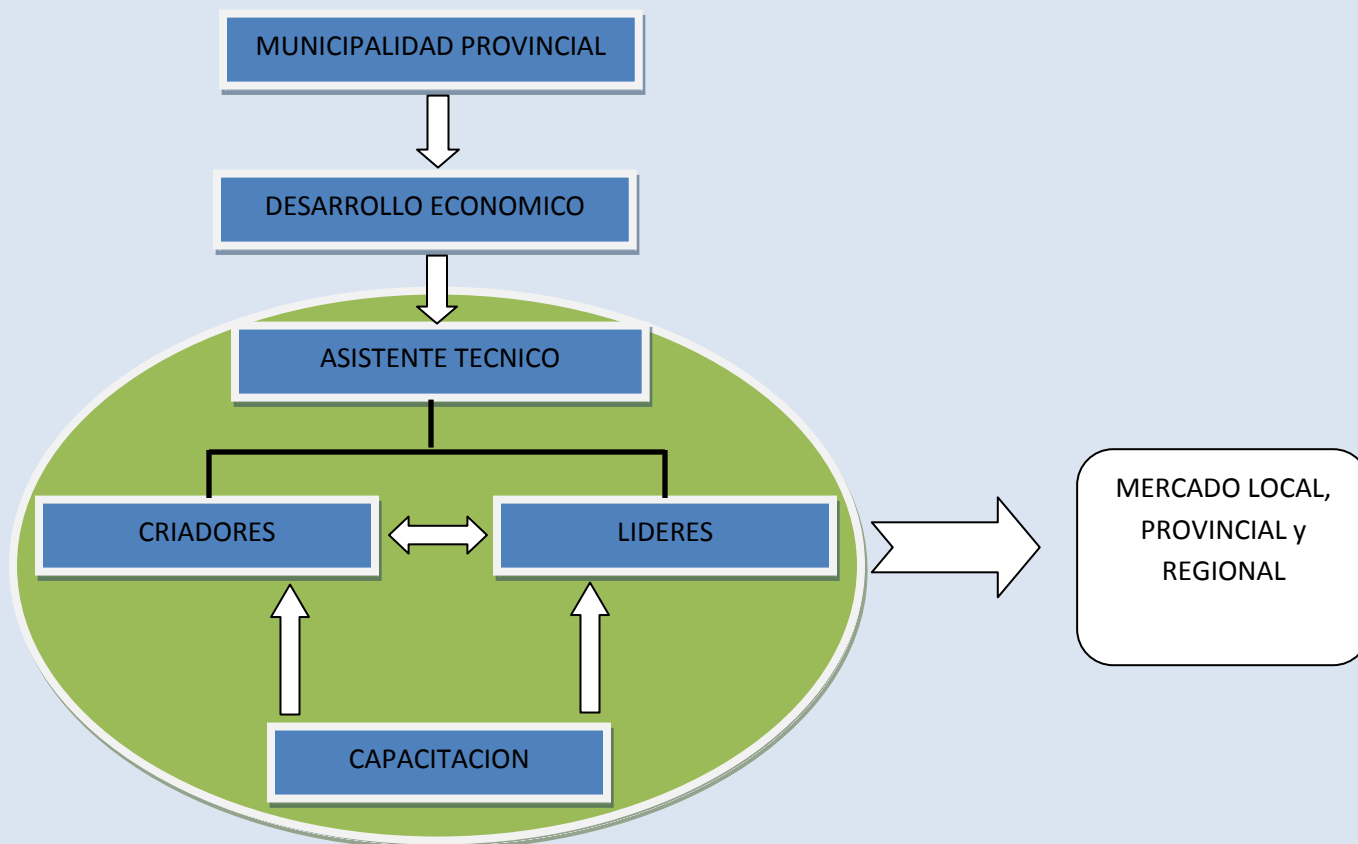 MUNICIPALIDAD PROVINCIAL
DESARROLLO ECONOMICO
ASISTENTE TECNICO
CRIADORES
LIDERES
MERCADO LOCAL,
PROVINCIAL y
REGIONAL
CAPACITACION